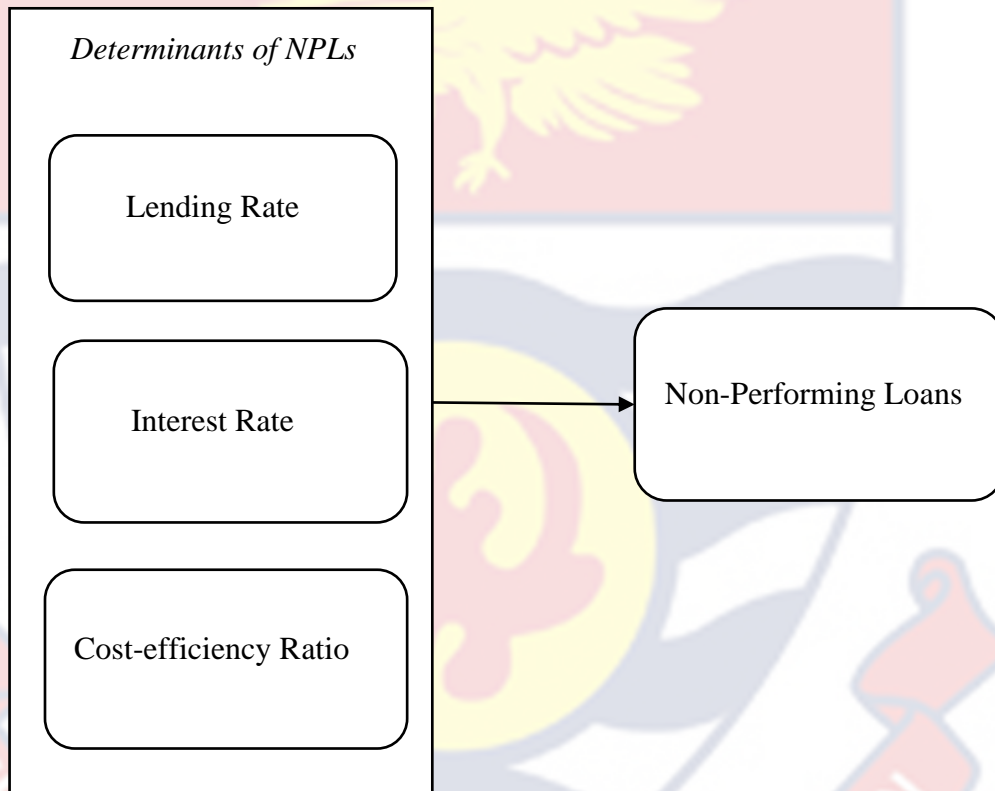 Determinants of NPLs
Lending Rate
Interest Rate
Non-Performing Loans
Cost-efficiency Ratio